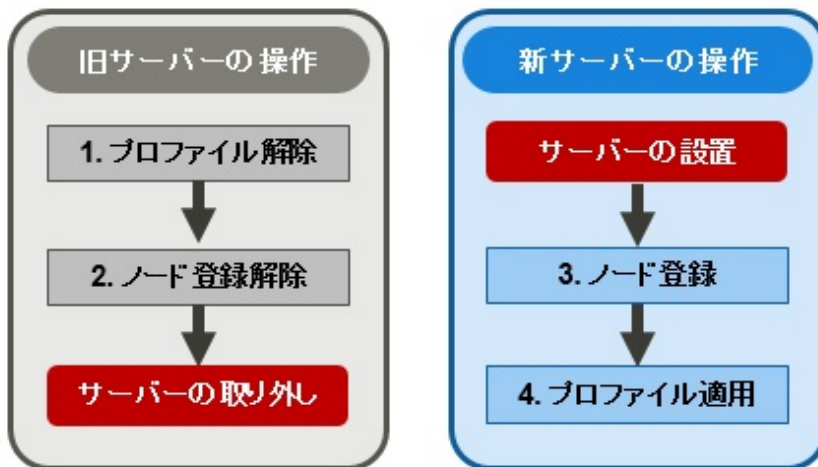 旧サーバーの操作
1. プロファイル解除
2. ノード登録解除
サーバーの取り外し
新サーバーの操作
サーバーの設置
3. ノード登録
4. プロファイル適用